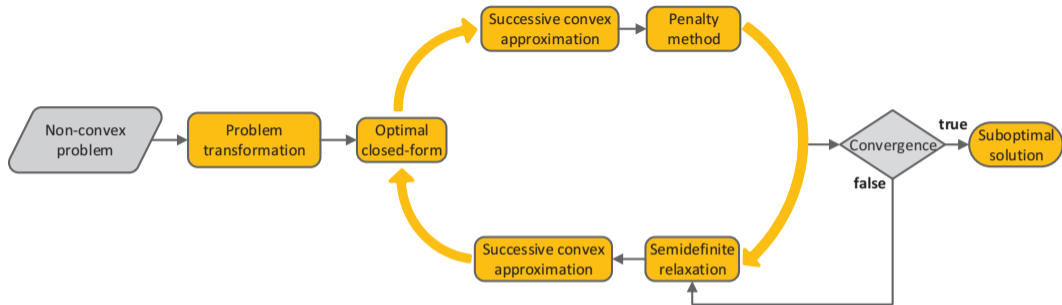 Successive convex
approximation
Penalty
method
Non-convex
problem
Problem
transformation
Optimal
closed-form
Convergence
true
false
Suboptimal
solution
Successive convex
approximation
Semidefinite
relaxation